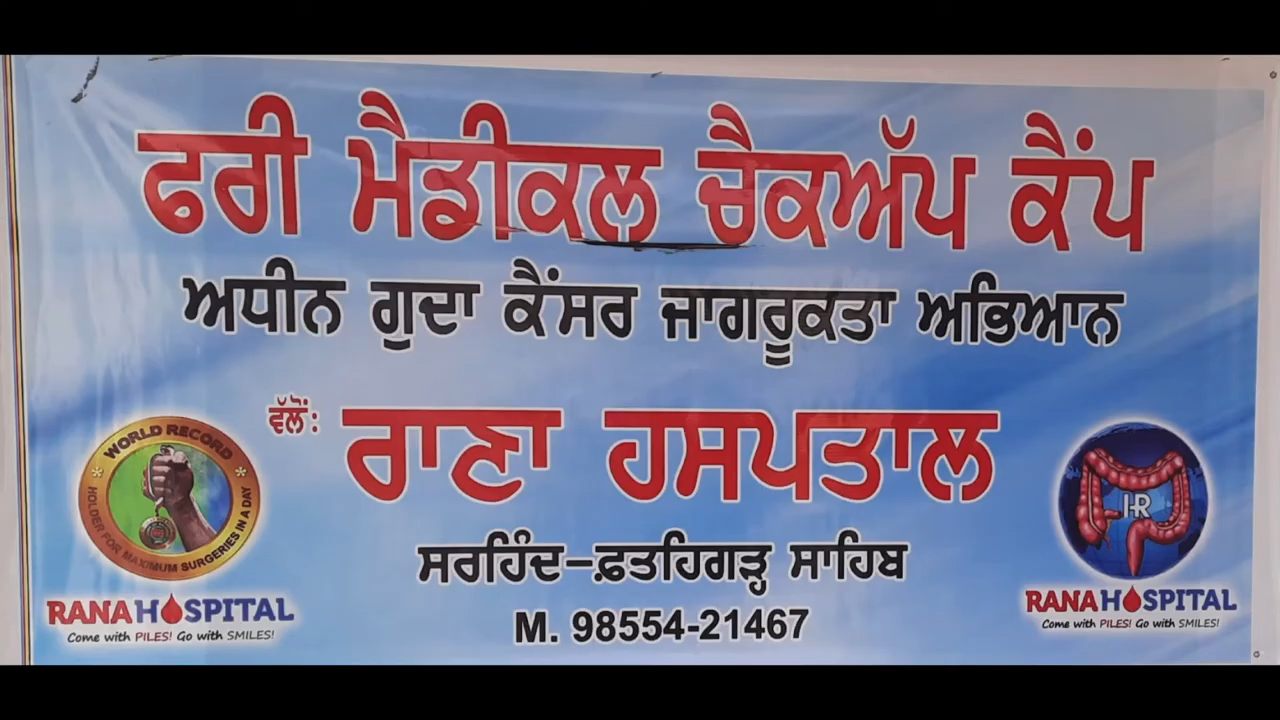 ਫਰੀ ਮੈਡੀਕਲ ਚੈਕਅੱਪ ਕੈਂਪ
ਅਧੀਨ ਗੁਦਾ ਕੈਂਸਰ ਜਾਗਰੂਕਤਾ ਅਭਿਆਨ
ਵੱਲੋਂ: ਰਾਣਾ ਹਸਪਤਾਲ
ਸਰਹਿੰਦ-ਫ਼ਤਹਿਗੜ੍ਹ ਸਾਹਿਬ
M. 98554-21467
WORLD RECORD
HOLDER FOR MAXIMUM SURGERIES IN A DAY
RANA HOSPITAL
Come with PILES! Go with SMILES!
HR
RANA HOSPITAL
Come with PILES! Go with SMILES!